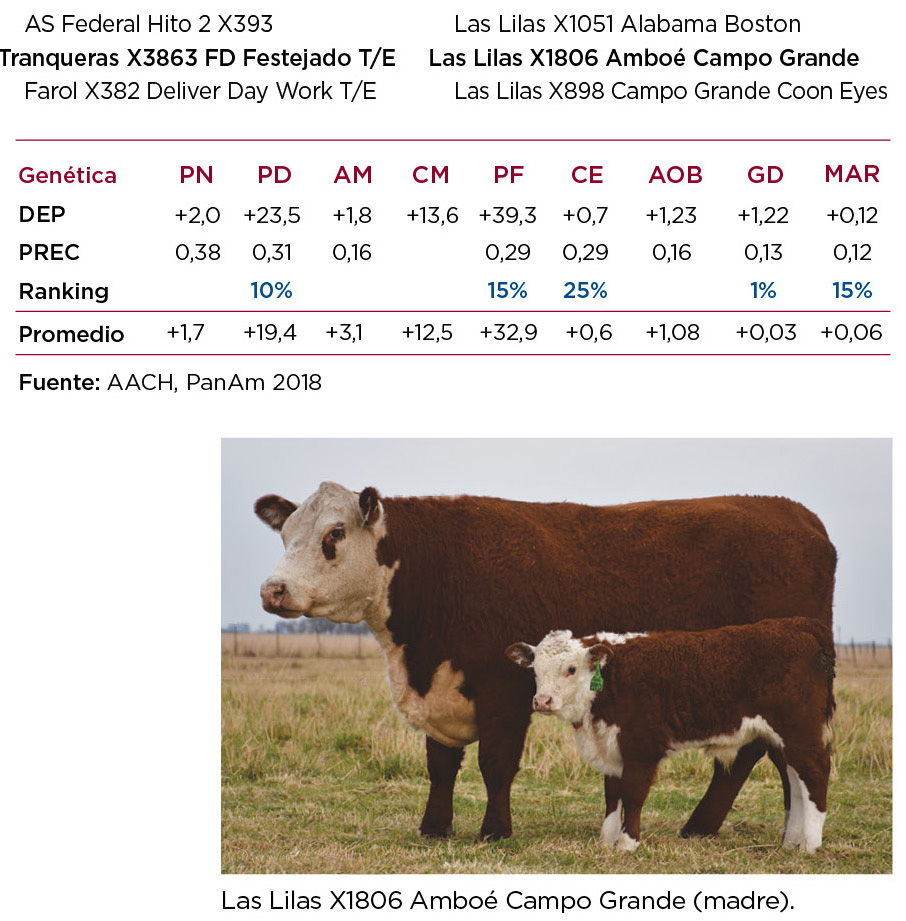 AS Federal Hito 2 X393 Las Lilas X1051 Alabama Boston
Tranqueras X3863 FD Festejado T/E Las Lilas X1806 Amboé Campo Grande
Farol X382 Deliver Day Work T/E Las Lilas X898 Campo Grande Coon Eyes
Genética PN PD AM CM PF CE AOB GD MAR
DEP +2,0 +23,5 +1,8 +13,6 +39,3 +0,7 +1,23 +1,22 +0,12
PREC 0,38 0,31 0,16 0,29 0,29 0,16 0,13 0,12
Ranking 10% 15% 25% 1% 15%
Promedio +1,7 +19,4 +3,1 +12,5 +32,9 +0,6 +1,08 +0,03 +0,06
Fuente: AACH, PanAm 2018
Las Lilas X1806 Amboé Campo Grande (madre).